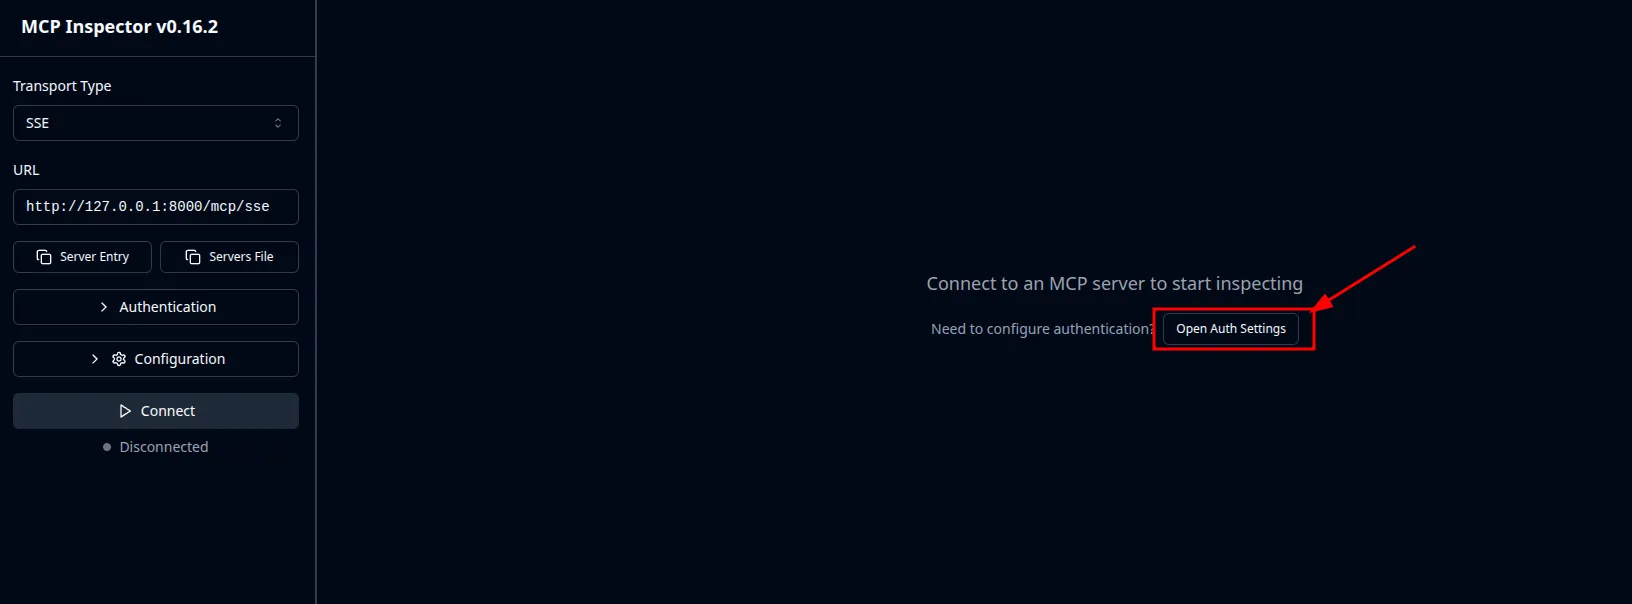 MCP Inspector v0.16.2
Transport Type
SSE
URL
http://127.0.0.1:8000/mcp/sse
Server Entry
Servers File
Authentication
Configuration
Connect
Disconnected
Connect to an MCP server to start inspecting
Need to configure authentication? Open Auth Settings